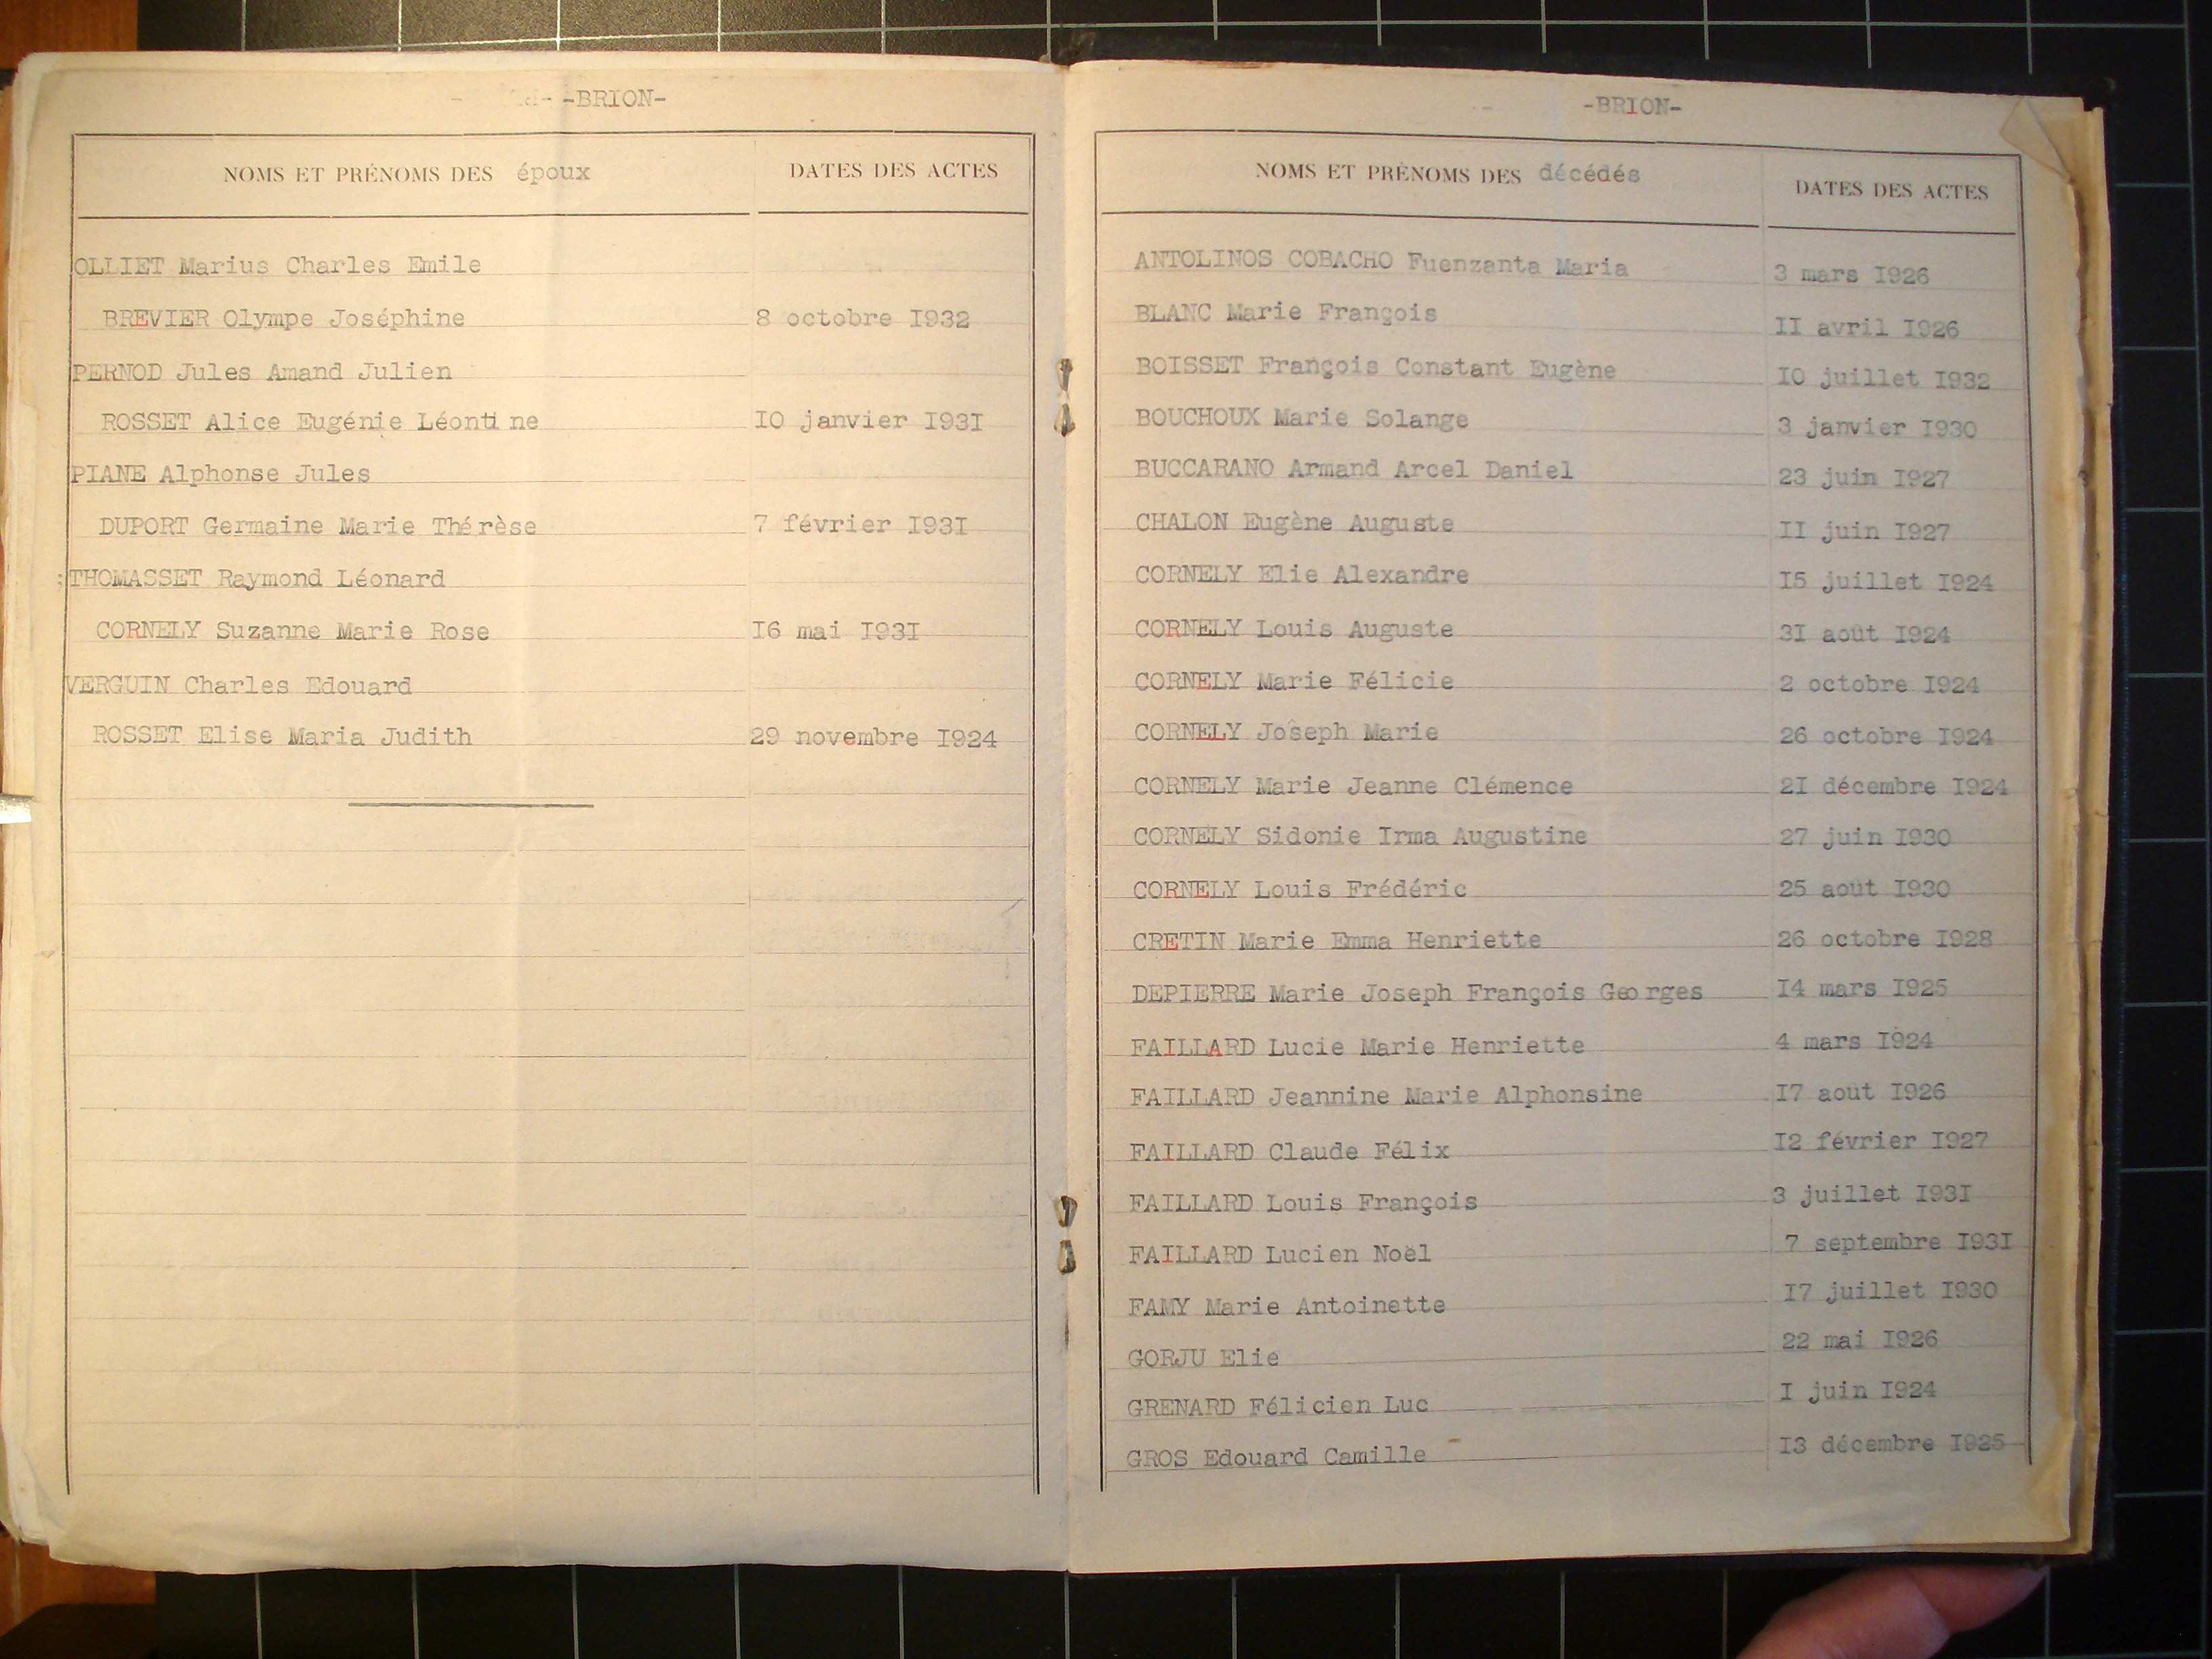 -BRION-
NOMS ET PRÉNOMS DES époux DATES DES ACTES
OLLIET Marius Charles Emile
BREVIER Olympe Joséphine 8 octobre I932
PERNOD Jules Amand Julien
ROSSET Alice Eugénie Léontine IO janvier I93I
PIANE Alphonse Jules
DUPORT Germaine Marie Thérèse 7 février I93I
THOMASSET Raymond Léonard
CORNELY Suzanne Marie Rose I6 mai I93I
VERGUIN Charles Edouard
ROSSET Elise Maria Judith 29 novembre I924
-BRION-
NOMS ET PRÉNOMS DES décédés DATES DES ACTES
ANTOLINOS COBACHO Fuenzanta Maria 3 mars I926
BLANC Marie François II avril I926
BOISSET François Constant Eugène IO juillet I932
BOUCHOUX Marie Solange 3 janvier I930
BUCCARANO Armand Arcel Daniel 23 juin I927
CHALON Eugène Auguste II juin I927
CORNELY Elie Alexandre I5 juillet I924
CORNELY Louis Auguste 3I août I924
CORNELY Marie Félicie 2 octobre I924
CORNELY Joseph Marie 26 octobre I924
CORNELY Marie Jeanne Clémence 2I décembre I924
CORNELY Sidonie Irma Augustine 27 juin I930
CORNELY Louis Frédéric 25 août I930
CRETIN Marie Emma Henriette 26 octobre I928
DEPIERRE Marie Joseph François Georges I4 mars I925
FAILLARD Lucie Marie Henriette 4 mars I924
FAILLARD Jeannine Marie Alphonsine I7 août I926
FAILLARD Claude Félix I2 février I927
FAILLARD Louis François 3 juillet I93I
FAILLARD Lucien Noël 7 septembre I93I
FAMY Marie Antoinette I7 juillet I930
GORJU Elie 22 mai I926
GRENARD Félicien Luc I juin I924
GROS Edouard Camille I3 décembre I925